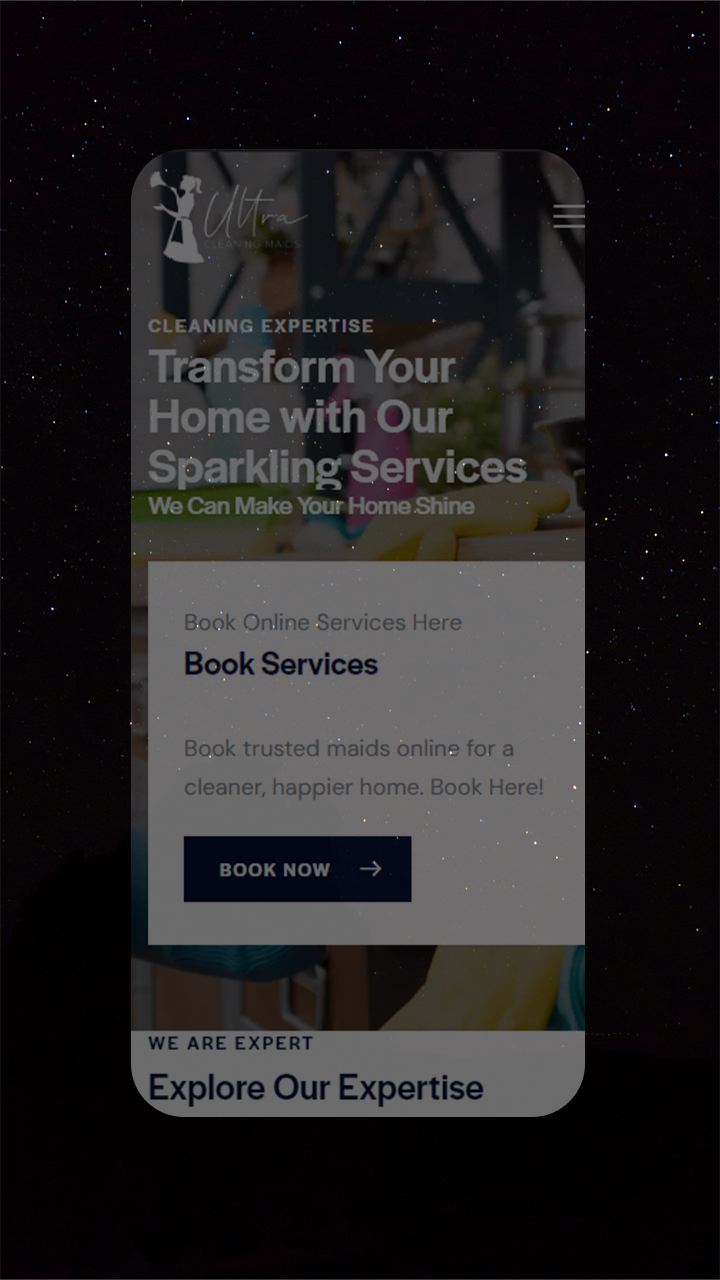 Ultra
CLEANING MAIDS
CLEANING EXPERTISE
Transform Your
Home with Our
Sparkling Services
We Can Make Your Home Shine
Book Online Services Here
Book Services
Book trusted maids online for a
cleaner, happier home. Book Here!
BOOK NOW
WE ARE EXPERT
Explore Our Expertise